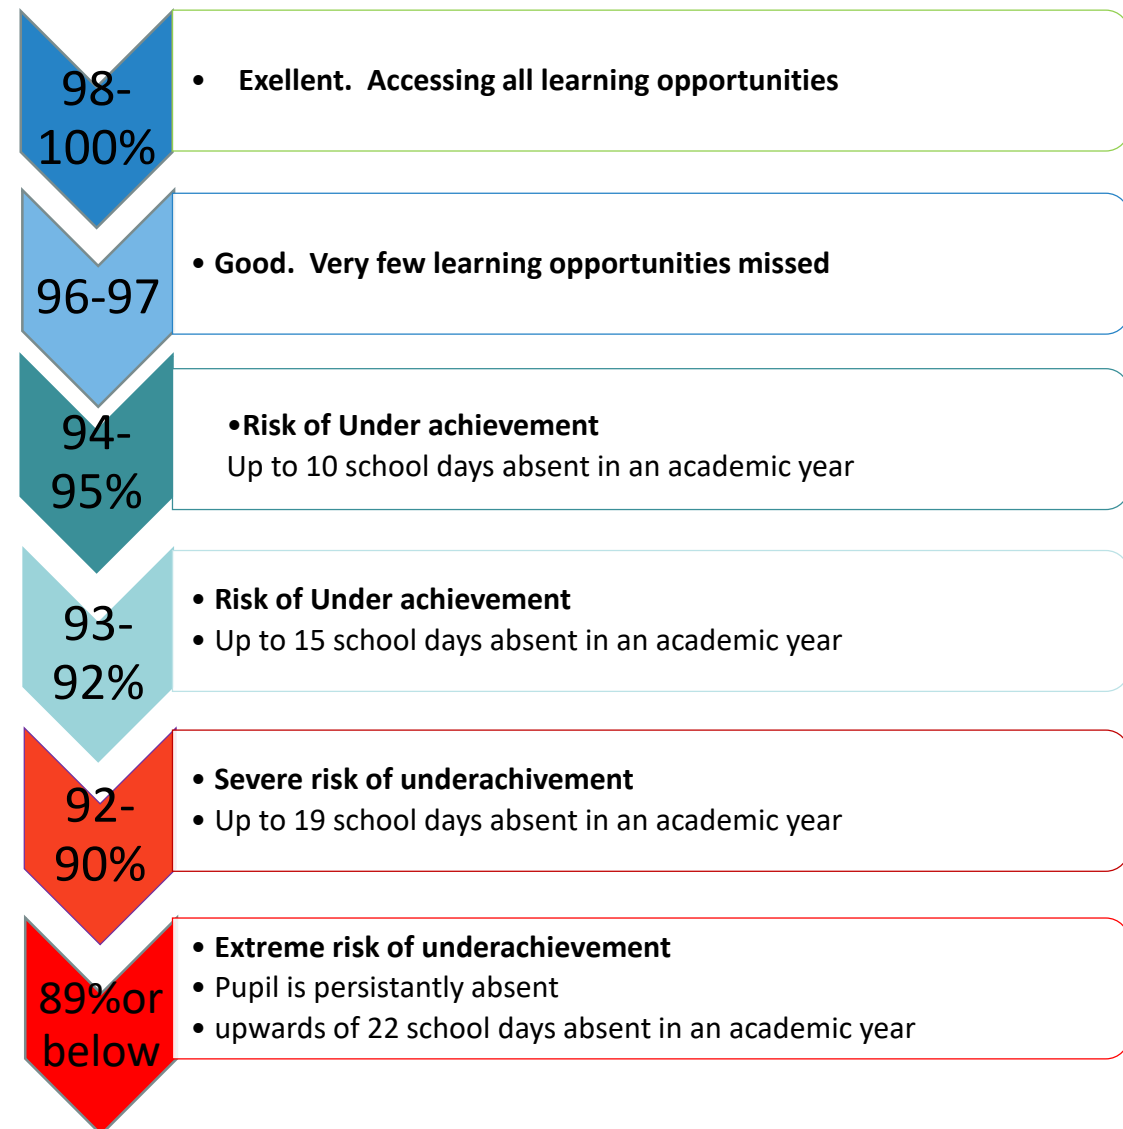 98-
100%
• Exellent. Accessing all learning opportunities
96-97
• Good. Very few learning opportunities missed
94-
95%
•Risk of Under achievement
Up to 10 school days absent in an academic year
93-
92%
• Risk of Under achievement
• Up to 15 school days absent in an academic year
92-
90%
• Severe risk of underachivement
• Up to 19 school days absent in an academic year
89%or
below
• Extreme risk of underachievement
• Pupil is persistantly absent
• upwards of 22 school days absent in an academic year